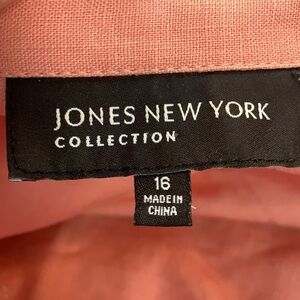 JONES NEW YORK
COLLECTION
16
MADE IN
CHINA